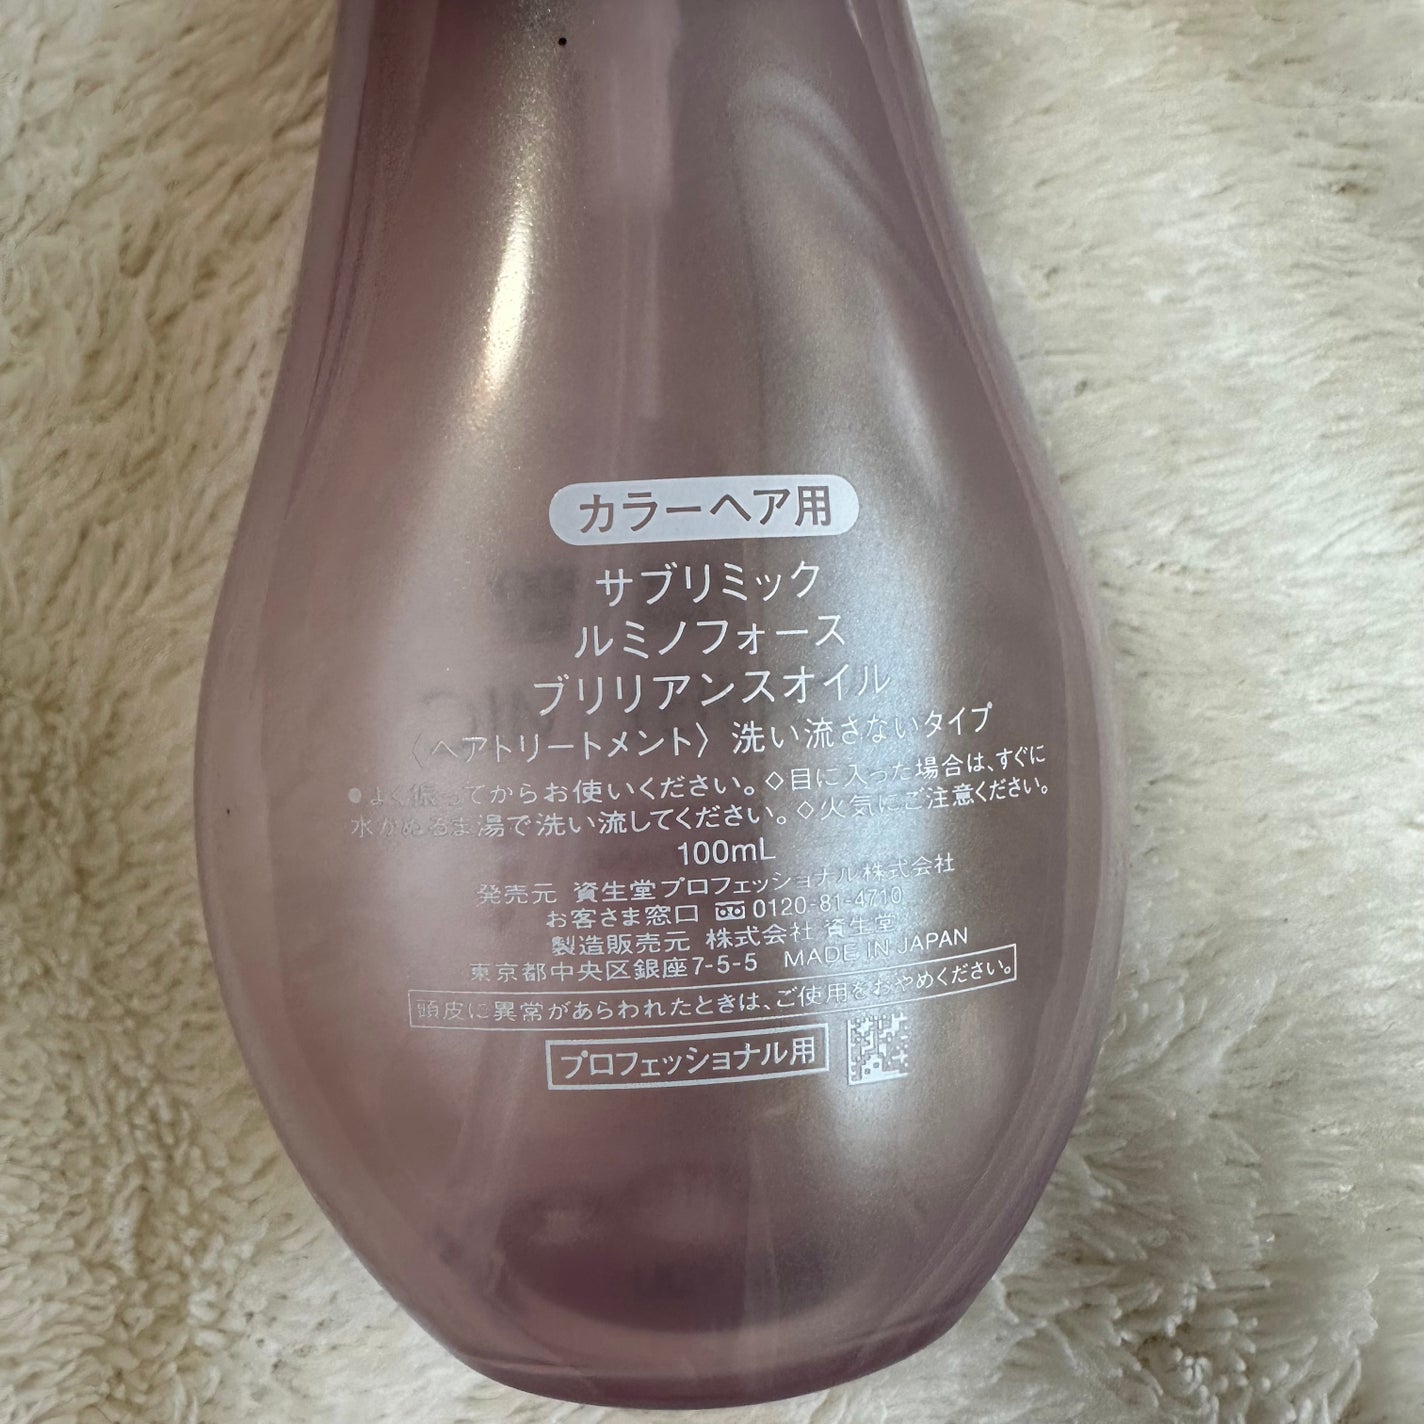 カラーヘア用
サブリミック
ルミノフォース
ブリリアンスオイル
〈ヘアトリートメント〉洗い流さないタイプ
●よく振ってからお使いください。◇目に入った場合は、すぐに
水かぬるま湯で洗い流してください。◇火気にご注意ください。
100mL
発売元 資生堂プロフェッショナル株式会社
お客さま窓口 0120-81-4710
製造販売元 株式会社 資生堂
東京都中央区銀座7-5-5 MADE IN JAPAN
頭皮に異常があらわれたときは、ご使用をおやめください。
プロフェッショナル用